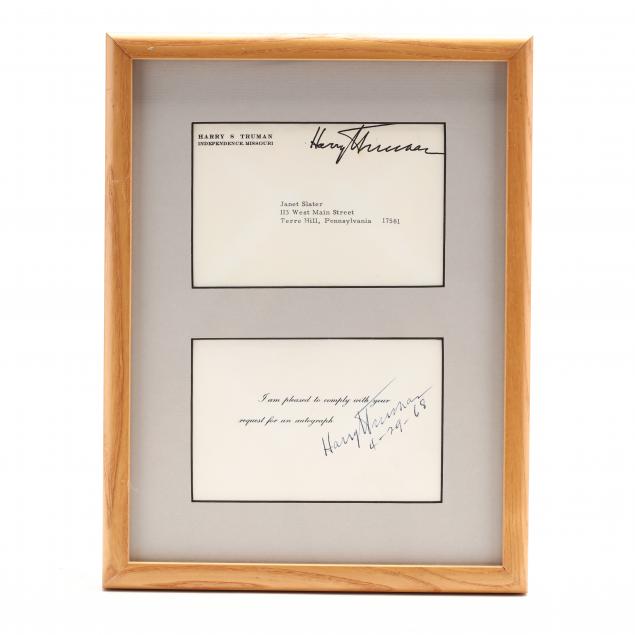 HARRY S TRUMAN
INDEPENDENCE, MISSOURI
Harry Truman
Janet Slater
113 West Main Street
Terre Hill, Pennsylvania 17581
I am pleased to comply with your
request for an autograph
Harry Truman
4-29-68